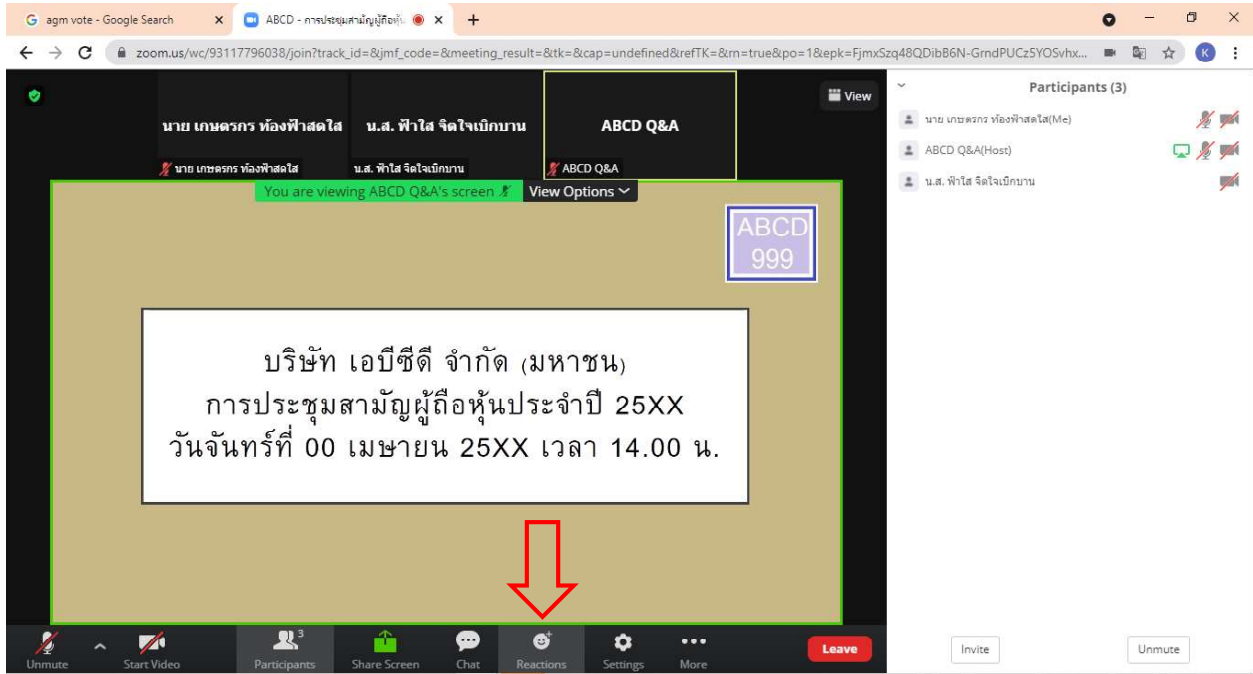 agm vote - Google Search
ABCD - การประชุมสามัญผู้ถือหุ้น
zoom.us/wc/93117796038/join?track_id=&jmf_code=&meeting_result=&tk=&cap=undefined&refTK=&rn=true&po=1&epk=FjmxSzq48QDibB6N-GrndPUCz5YOSvhx...
K
View
นาย เกษตรกร ท้องฟ้าสดใส
น.ส. ฟ้าใส จิตใจเบิกบาน
ABCD Q&A
นาย เกษตรกร ท้องฟ้าสดใส
น.ส. ฟ้าใส จิตใจเบิกบาน
ABCD Q&A
You are viewing ABCD Q&A's screen
View Options
ABCD
999
บริษัท เอบีซีดี จำกัด (มหาชน)
การประชุมสามัญผู้ถือหุ้นประจำปี 25XX
วันจันทร์ที่ 00 เมษายน 25XX เวลา 14.00 น.
Unmute
Start Video
3
Participants
Share Screen
Chat
Reactions
Settings
More
Leave
Participants (3)
นาย เกษตรกร ท้องฟ้าสดใส(Me)
ABCD Q&A(Host)
น.ส. ฟ้าใส จิตใจเบิกบาน
Invite
Unmute